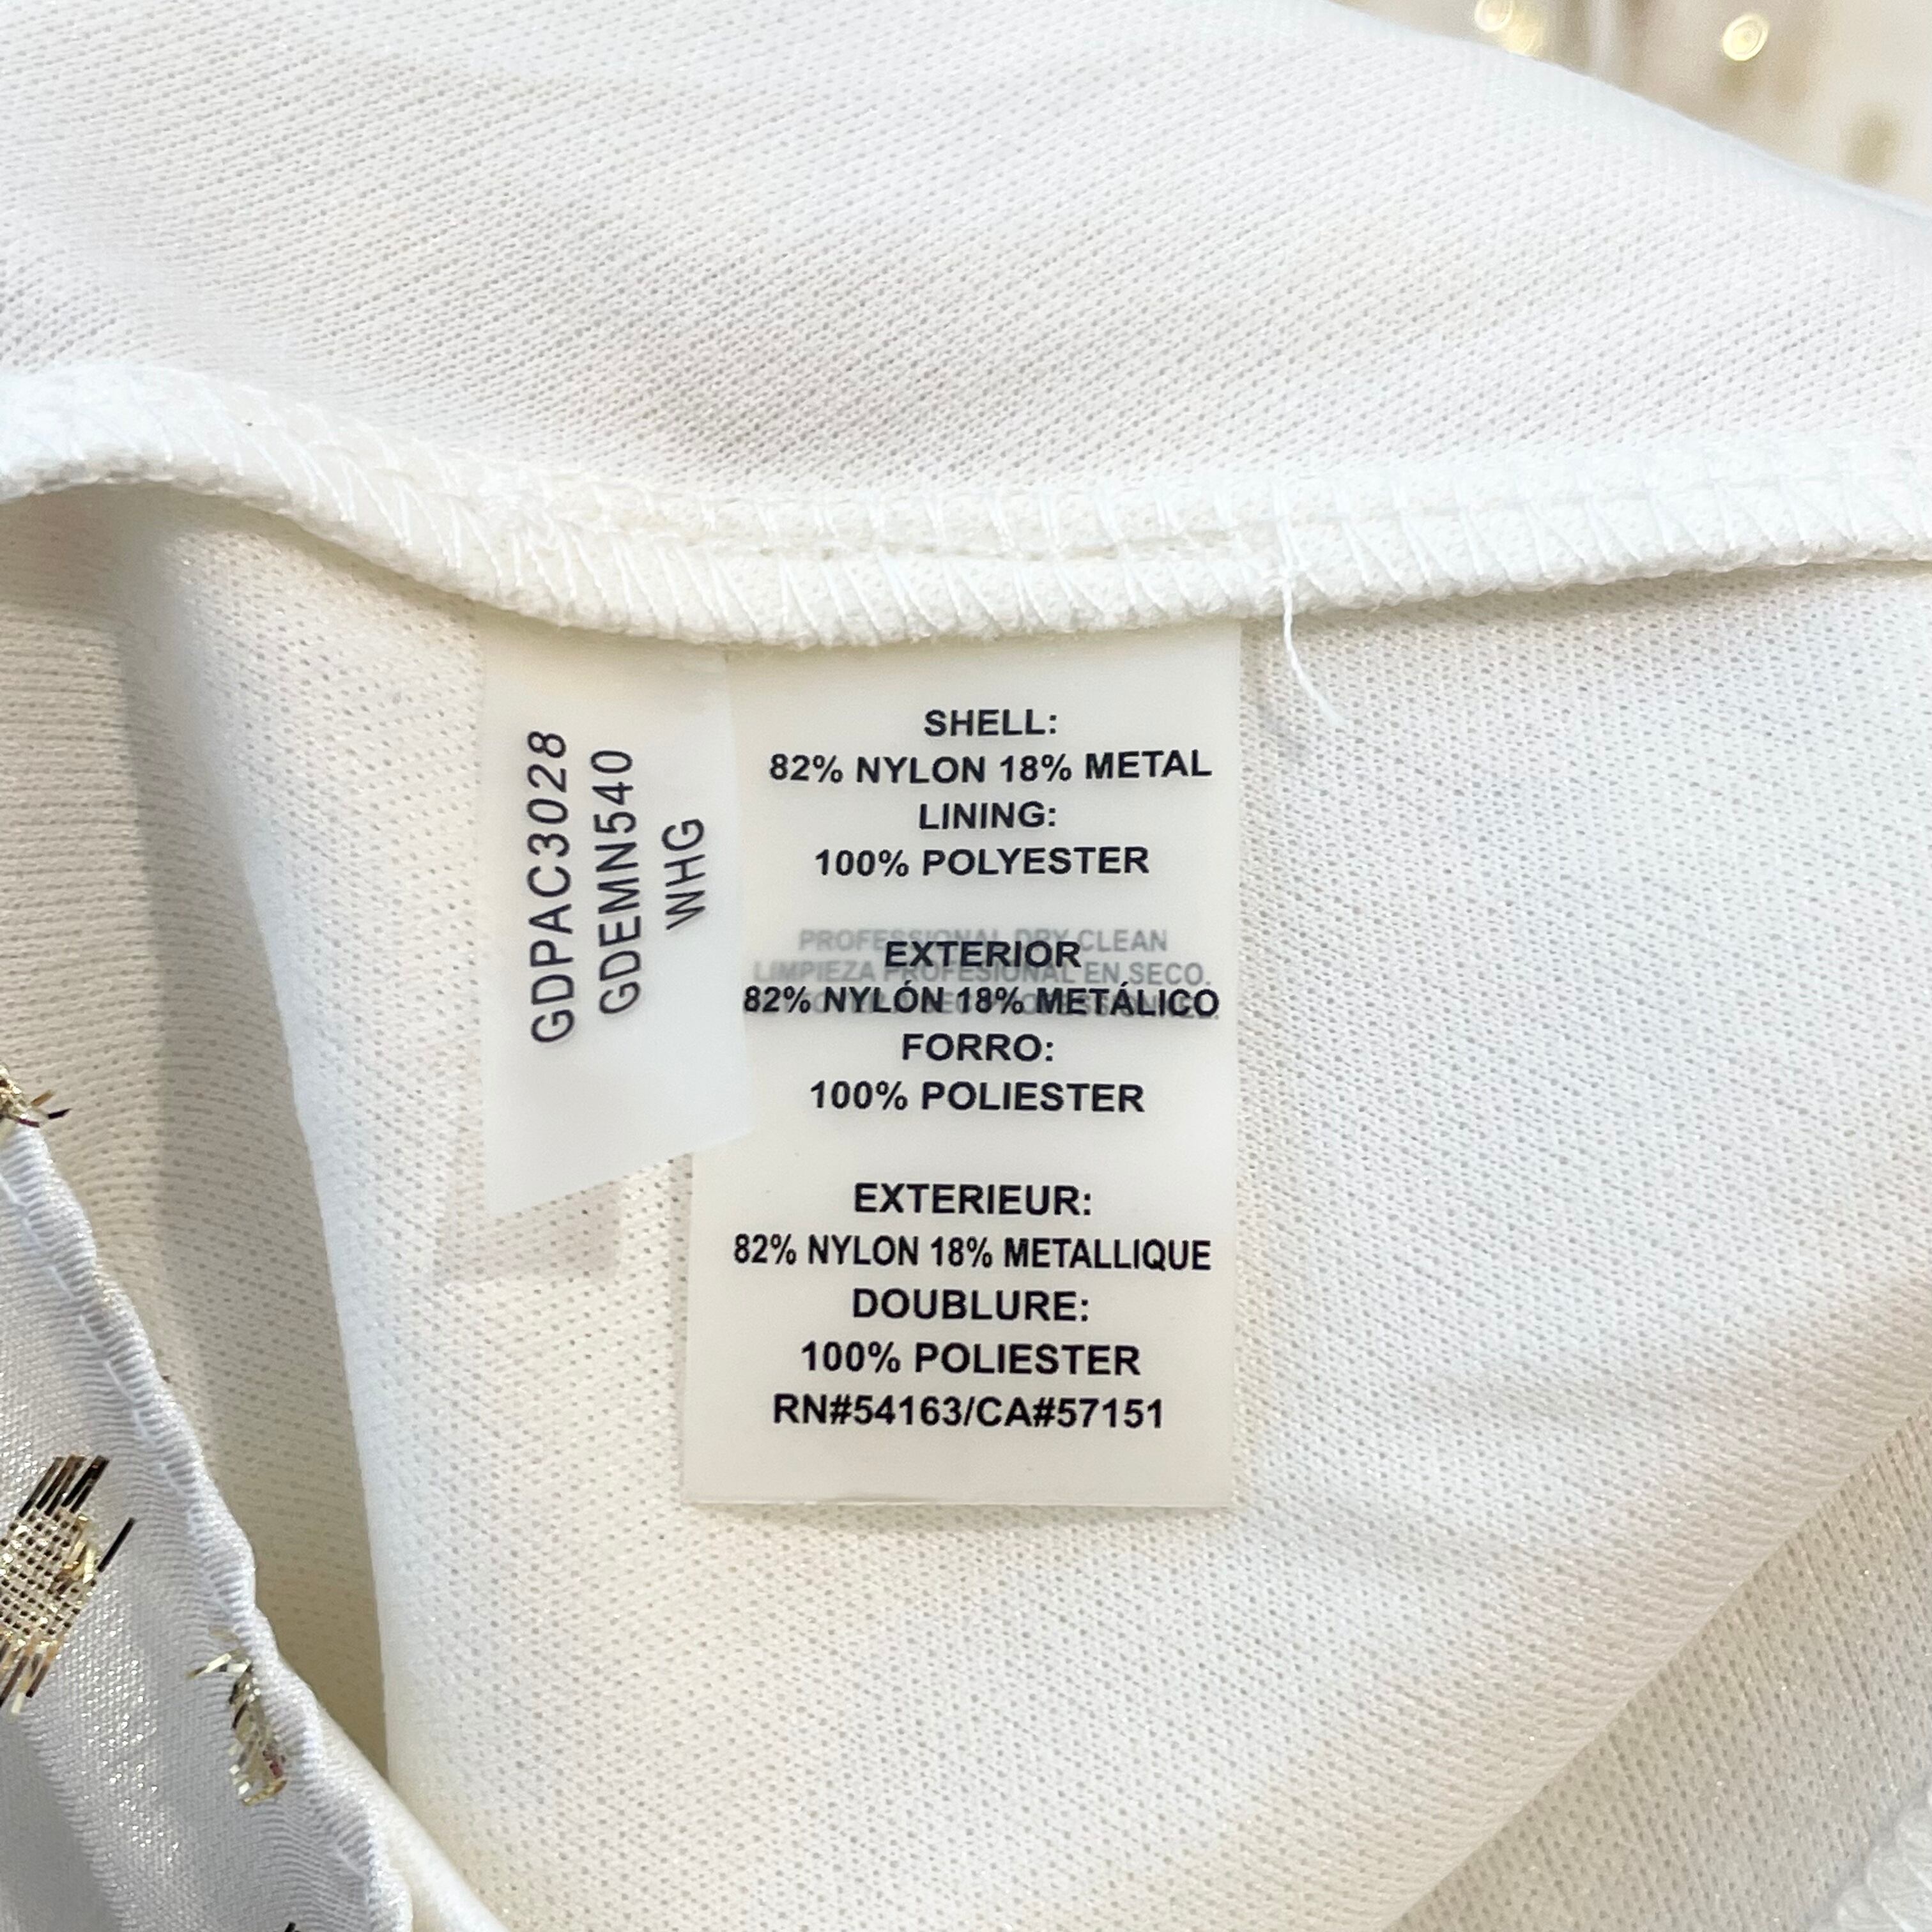 GDPAC3028
GDEMN540
WHG
SHELL:
82% NYLON 18% METAL
LINING:
100% POLYESTER
PROFESSIONAL DRY CLEAN
EXTERIOR
LIMPIEZA PROFESIONAL EN SECO.
82% NYLÓN 18% METÁLICO
FORRO:
100% POLIESTER
EXTERIEUR:
82% NYLON 18% METALLIQUE
DOUBLURE:
100% POLIESTER
RN#54163/CA#57151